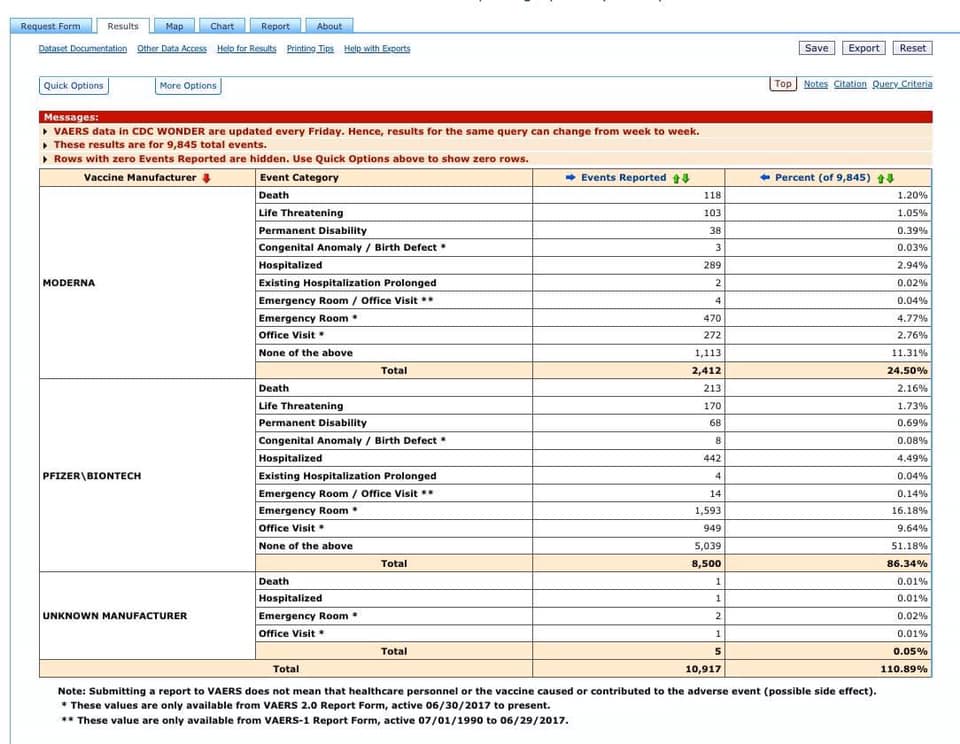 Request Form Results Map Chart Report About
Dataset Documentation Other Data Access Help for Results Printing Tips Help with Exports Save Export Reset
Quick Options More Options Top Notes Citation Query Criteria
Messages:
VAERS data in CDC WONDER are updated every Friday. Hence, results for the same query can change from week to week.
These results are for 9,845 total events.
Rows with zero Events Reported are hidden. Use Quick Options above to show zero rows.
Vaccine Manufacturer Event Category Events Reported Percent (of 9,845)
MODERNA
Death 118 1.20%
Life Threatening 103 1.05%
Permanent Disability 38 0.39%
Congenital Anomaly / Birth Defect * 3 0.03%
Hospitalized 289 2.94%
Existing Hospitalization Prolonged 2 0.02%
Emergency Room / Office Visit ** 4 0.04%
Emergency Room * 470 4.77%
Office Visit * 272 2.76%
None of the above 1,113 11.31%
Total 2,412 24.50%
PFIZER\BIONTECH
Death 213 2.16%
Life Threatening 170 1.73%
Permanent Disability 68 0.69%
Congenital Anomaly / Birth Defect * 8 0.08%
Hospitalized 442 4.49%
Existing Hospitalization Prolonged 4 0.04%
Emergency Room / Office Visit ** 14 0.14%
Emergency Room * 1,593 16.18%
Office Visit * 949 9.64%
None of the above 5,039 51.18%
Total 8,500 86.34%
UNKNOWN MANUFACTURER
Death 1 0.01%
Hospitalized 1 0.01%
Emergency Room * 2 0.02%
Office Visit * 1 0.01%
Total 5 0.05%
Total 10,917 110.89%
Note: Submitting a report to VAERS does not mean that healthcare personnel or the vaccine caused or contributed to the adverse event (possible side effect).
* These values are only available from VAERS 2.0 Report Form, active 06/30/2017 to present.
** These value are only available from VAERS-1 Report Form, active 07/01/1990 to 06/29/2017.